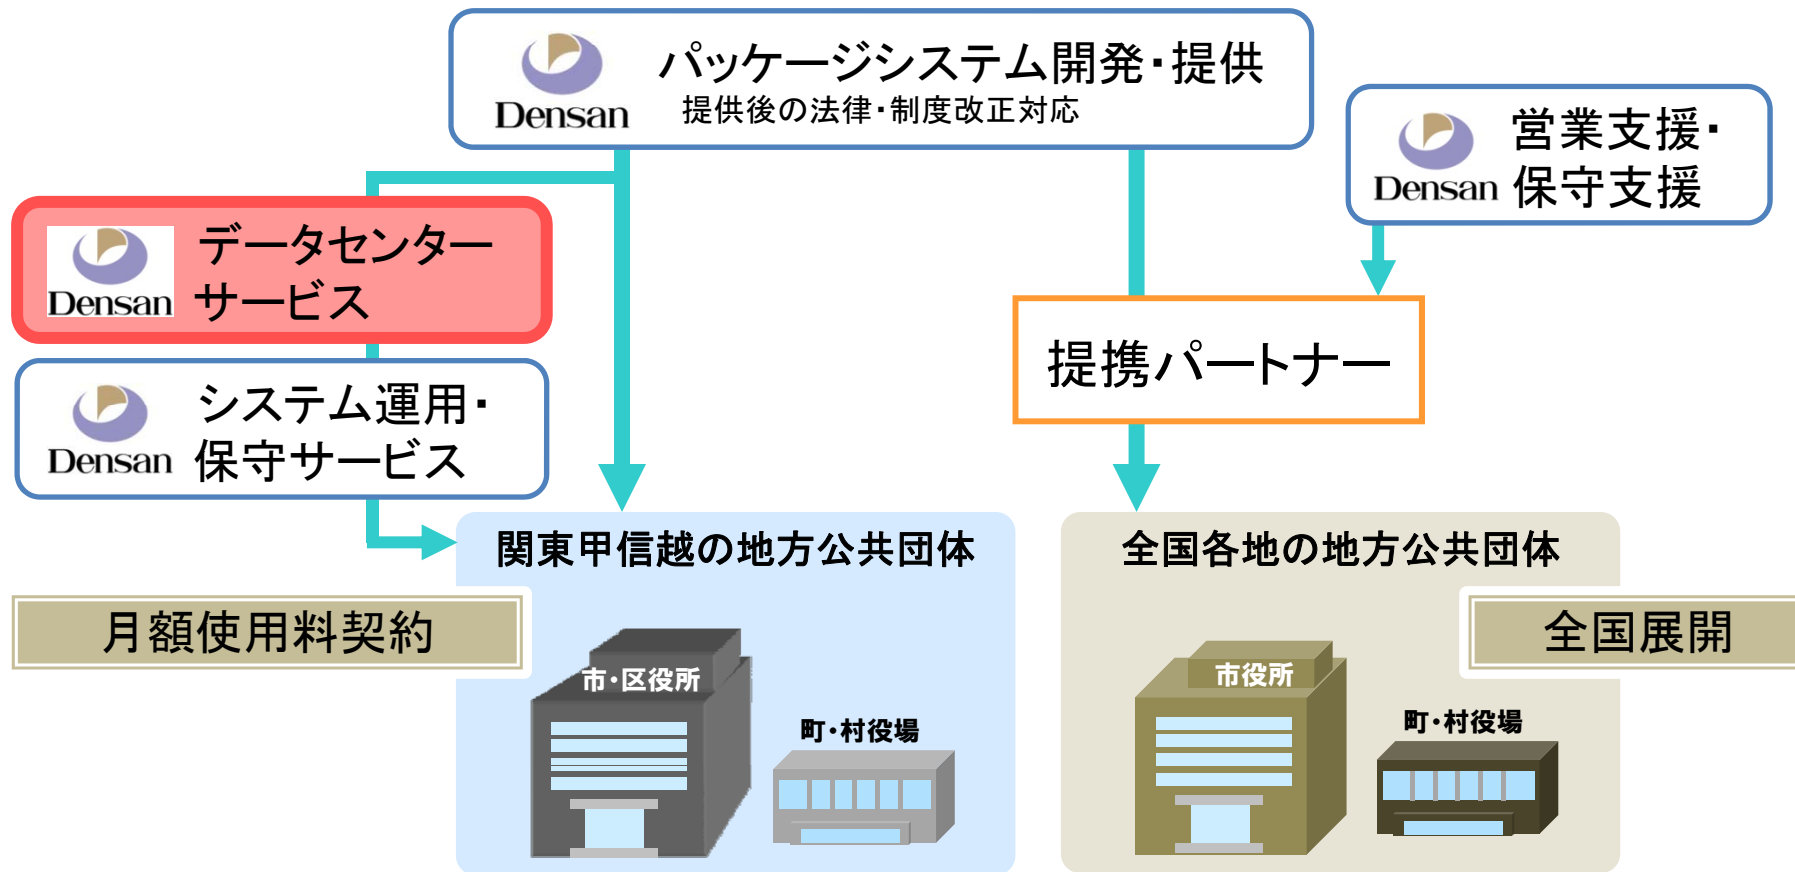 Densan
パッケージシステム開発・提供
提供後の法律・制度改正対応
Densan
営業支援・
保守支援
Densan
データセンター
サービス
Densan
システム運用・
保守サービス
提携パートナー
関東甲信越の地方公共団体
月額使用料契約
市・区役所
町・村役場
全国各地の地方公共団体
全国展開
市役所
町・村役場